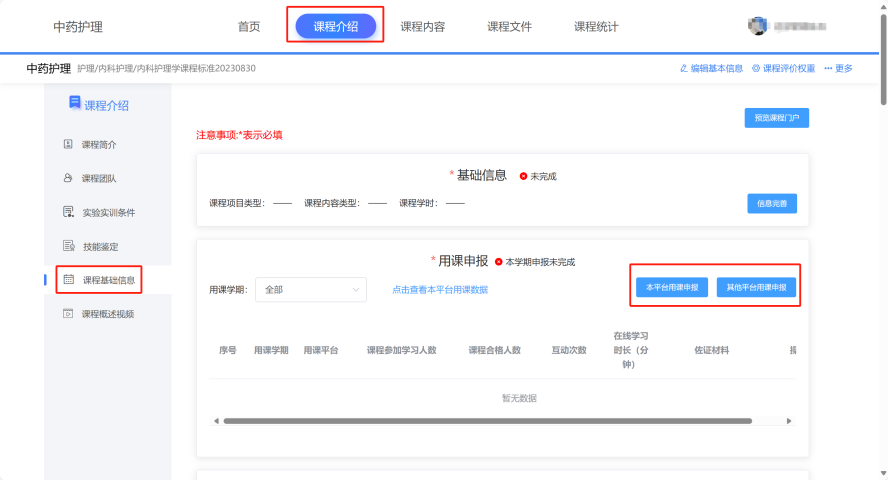 中药护理 首页 课程介绍 课程内容 课程文件 课程统计
中药护理 护理/内科护理/内科护理学课程标准20230830 编辑基本信息 课程评价权重 ··· 更多
课程介绍
课程简介
课程团队
实验实训条件
技能鉴定
课程基础信息
课程概述视频
预览课程门户
注意事项:*表示必填
* 基础信息 未完成
课程项目类型: —— 课程内容类型: —— 课程学时: ——
信息完善
* 用课申报 本学期申报未完成
用课学期: 全部 点击查看本平台用课数据 本平台用课申报 其他平台用课申报
序号 用课学期 用课平台 课程参加学习人数 课程合格人数 互动次数 在线学习时长(分钟) 佐证材料
暂无数据